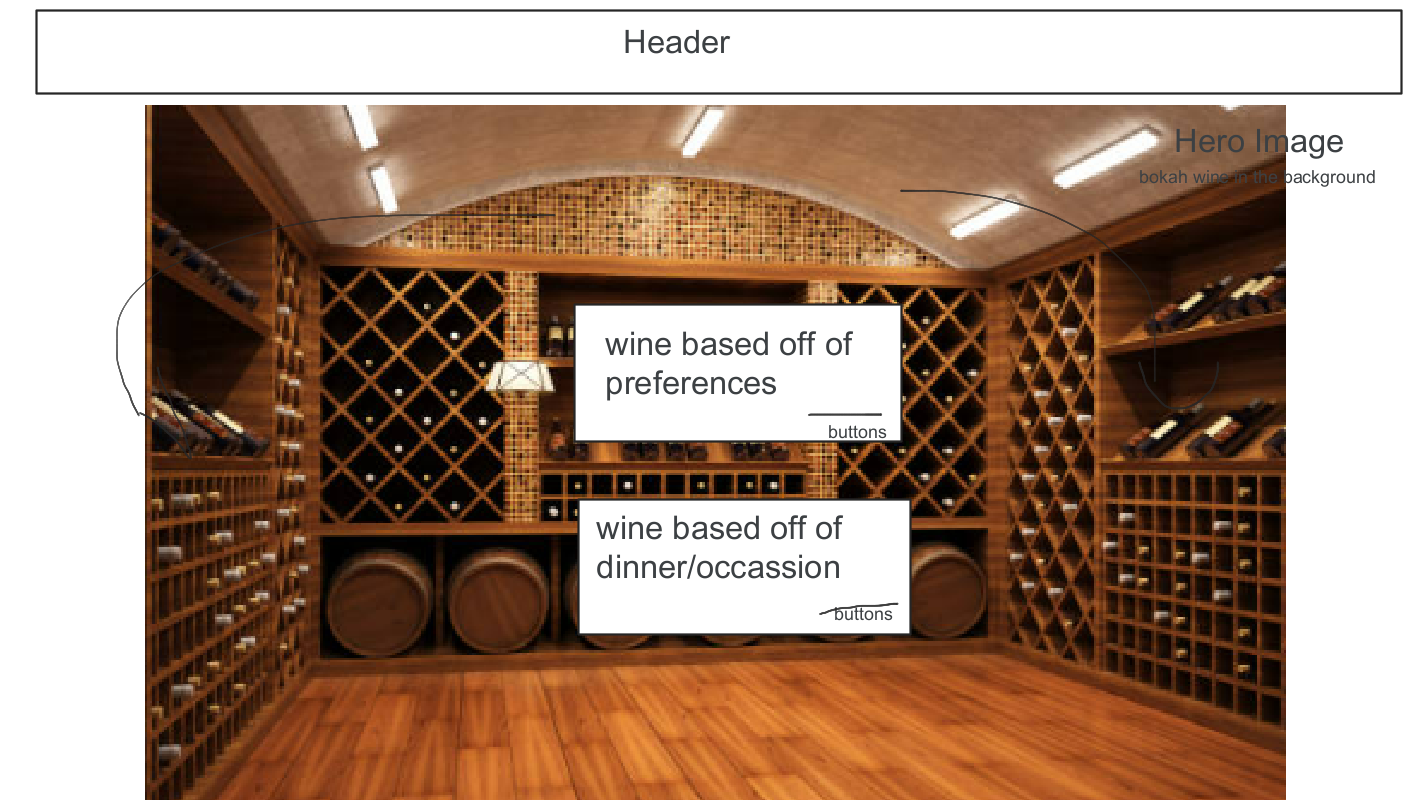 Header
Hero Image
bokah wine in the background
wine based off of
preferences
buttons
wine based off of
dinner/occassion
buttons